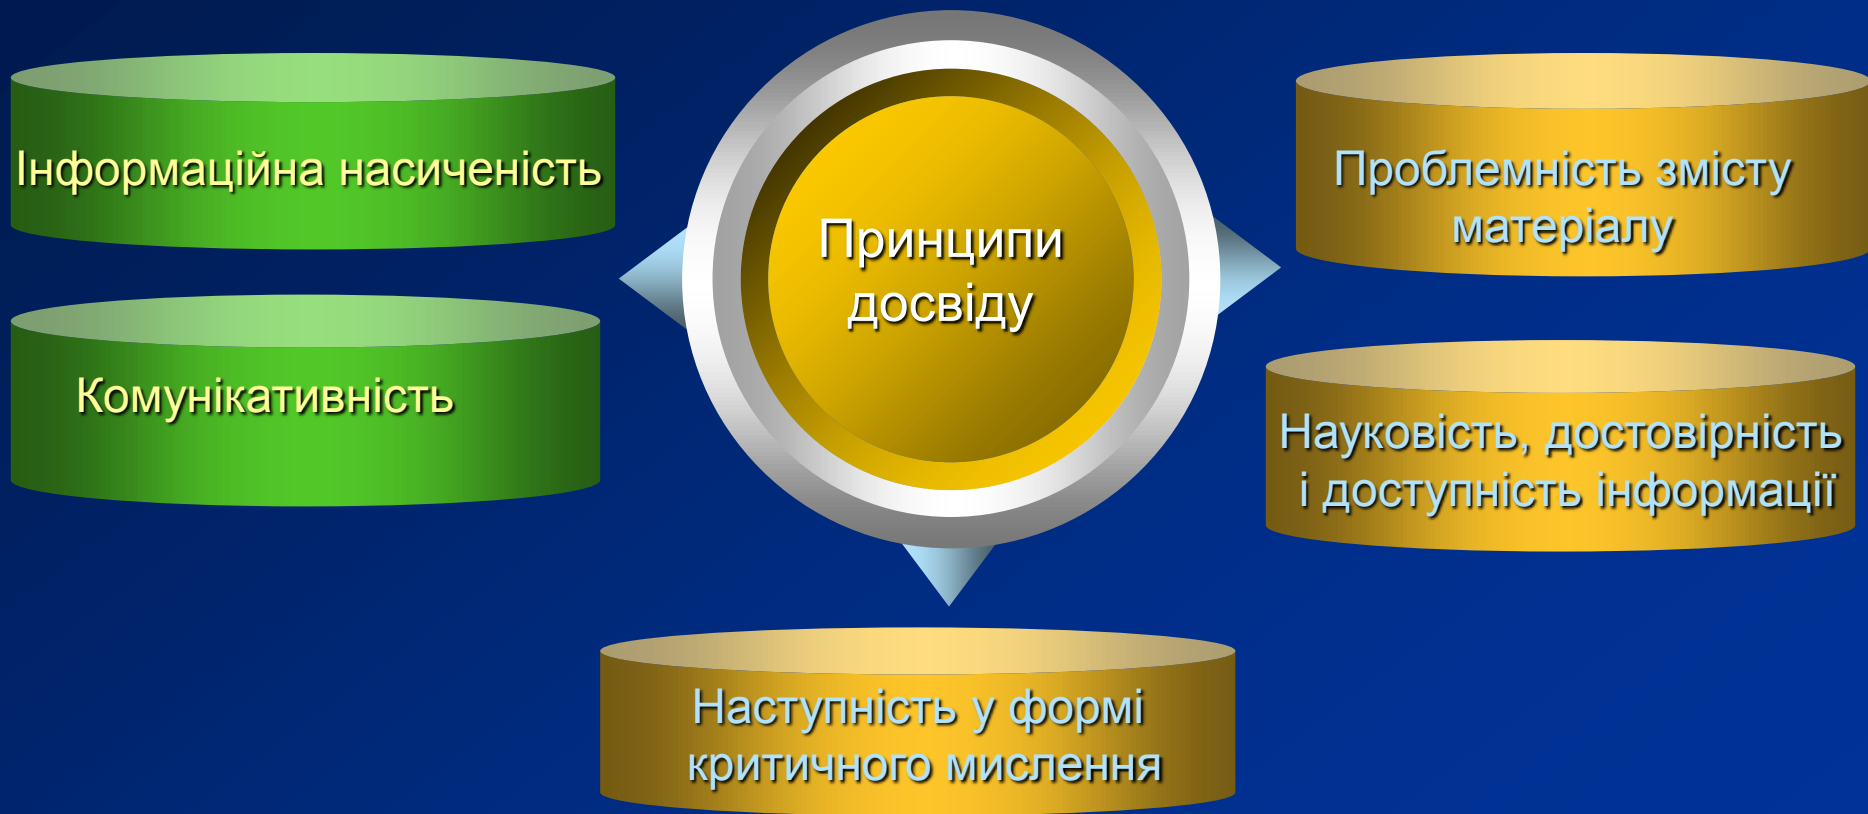 Інформаційна насиченість
Комунікативність
Принципи
досвіду
Проблемність змісту
матеріалу
Науковість, достовірність
і доступність інформації
Наступність у формі
критичного мислення